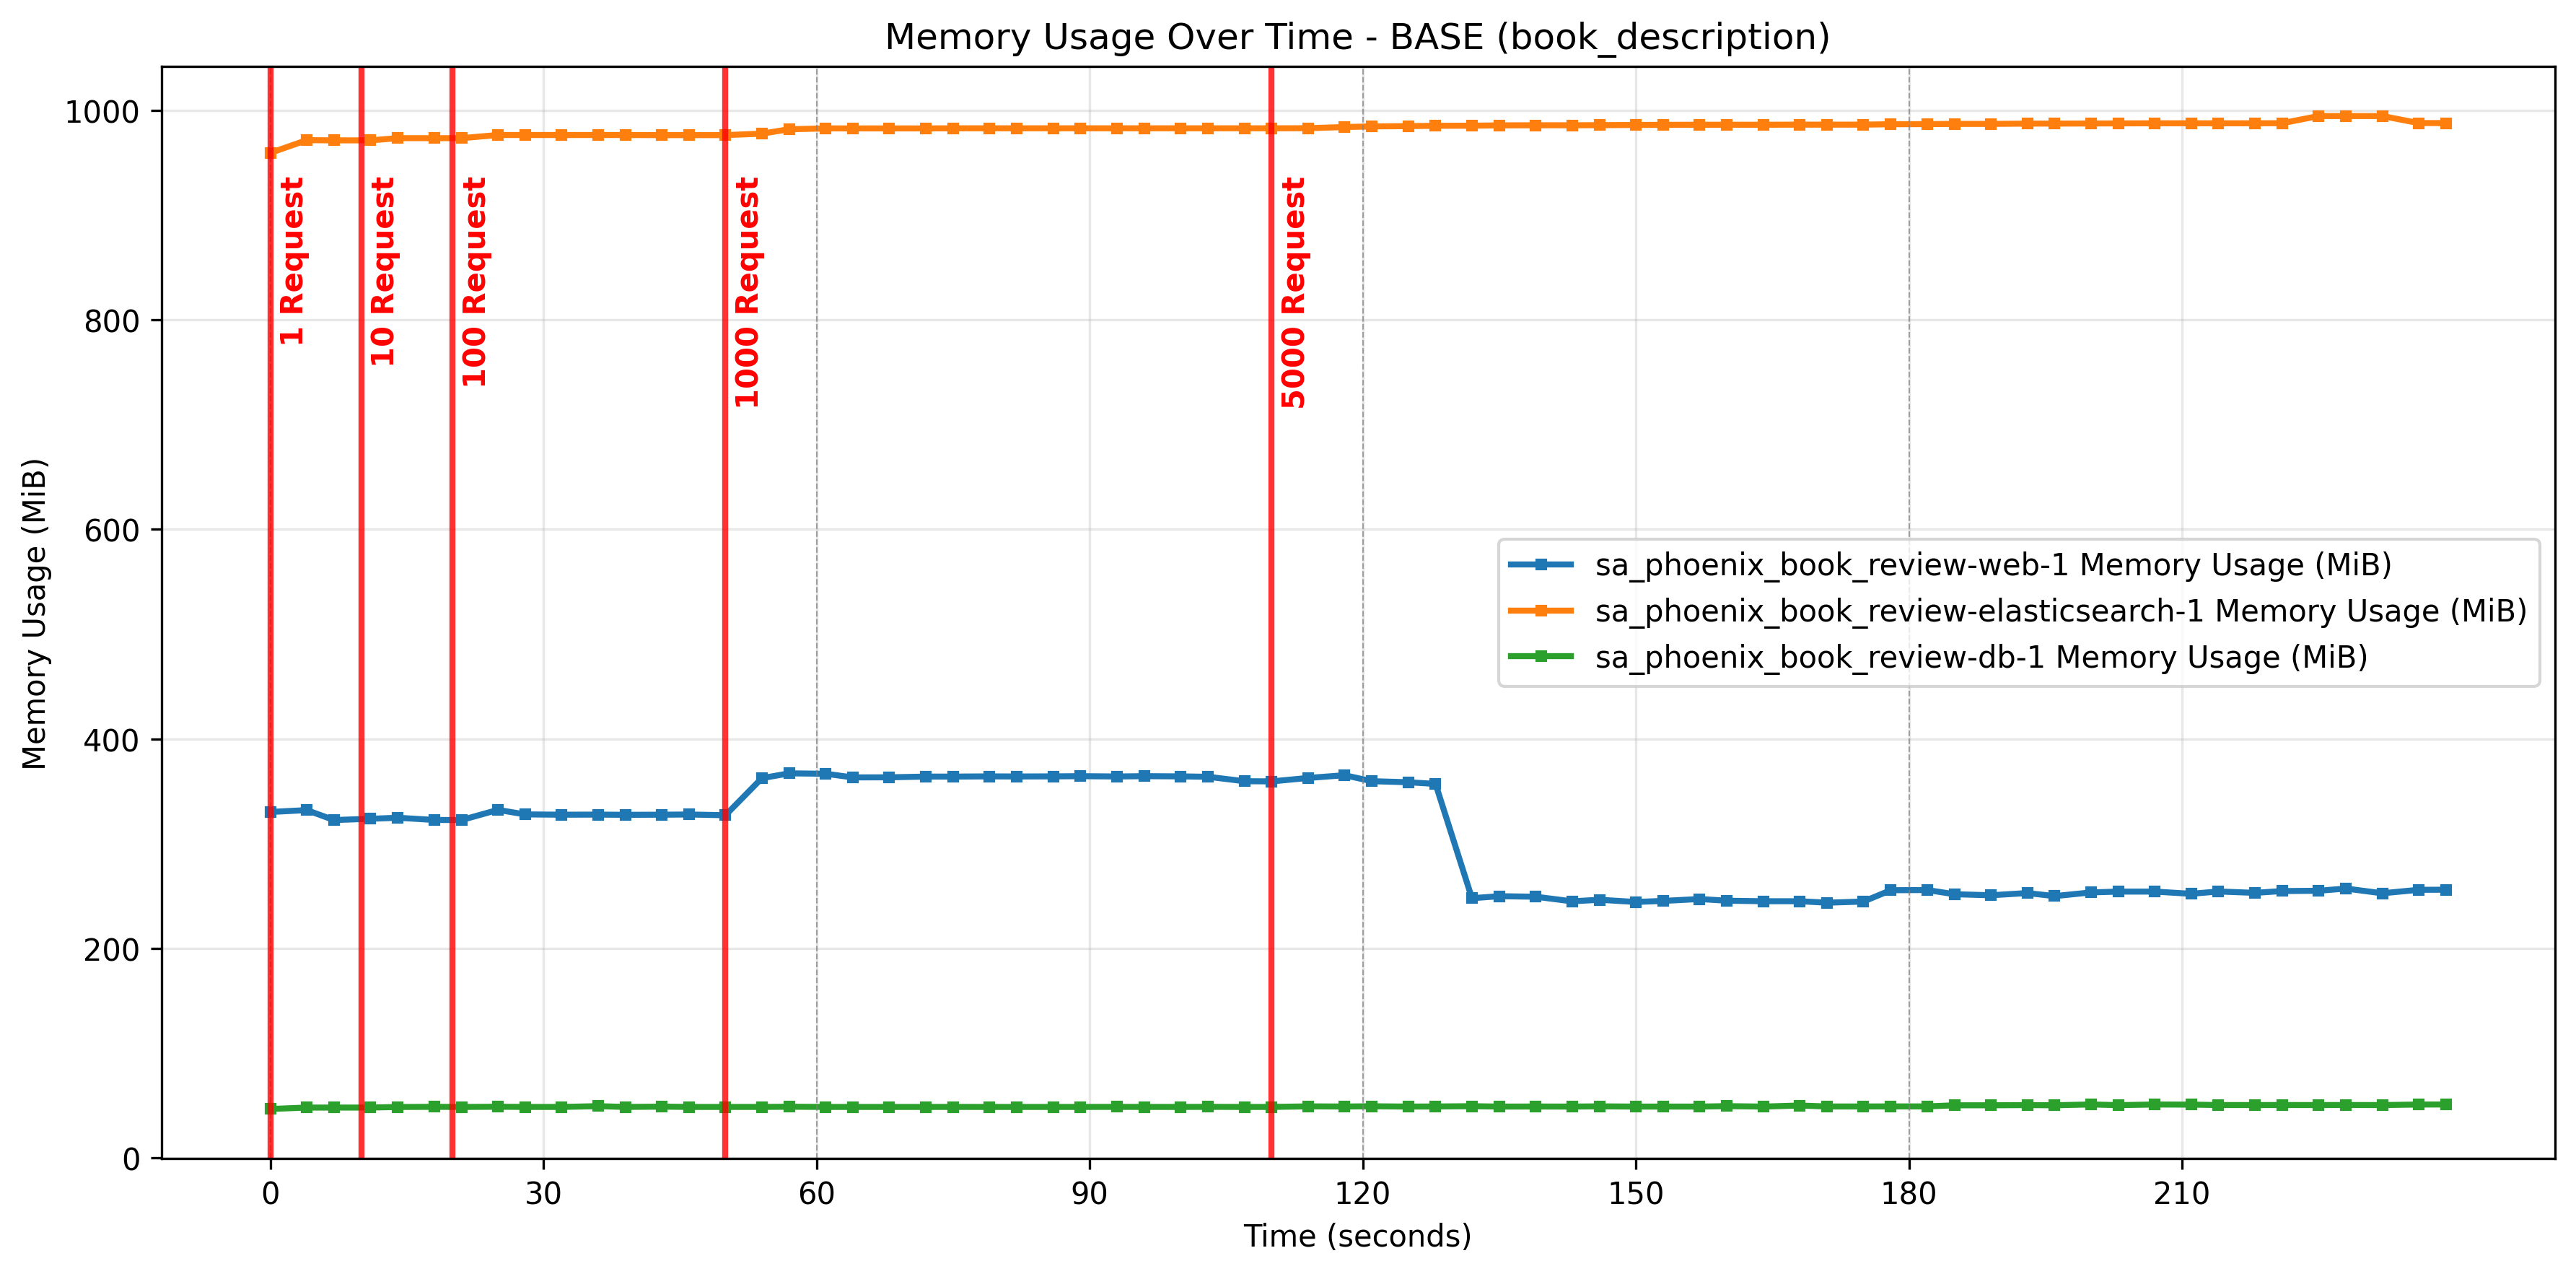 Memory Usage Over Time - BASE (book_description)
Memory Usage (MiB)
1000
800
600
400
200
0
1 Request
10 Request
100 Request
1000 Request
5000 Request
sa_phoenix_book_review-web-1 Memory Usage (MiB)
sa_phoenix_book_review-elasticsearch-1 Memory Usage (MiB)
sa_phoenix_book_review-db-1 Memory Usage (MiB)
0 30 60 90 120 150 180 210
Time (seconds)